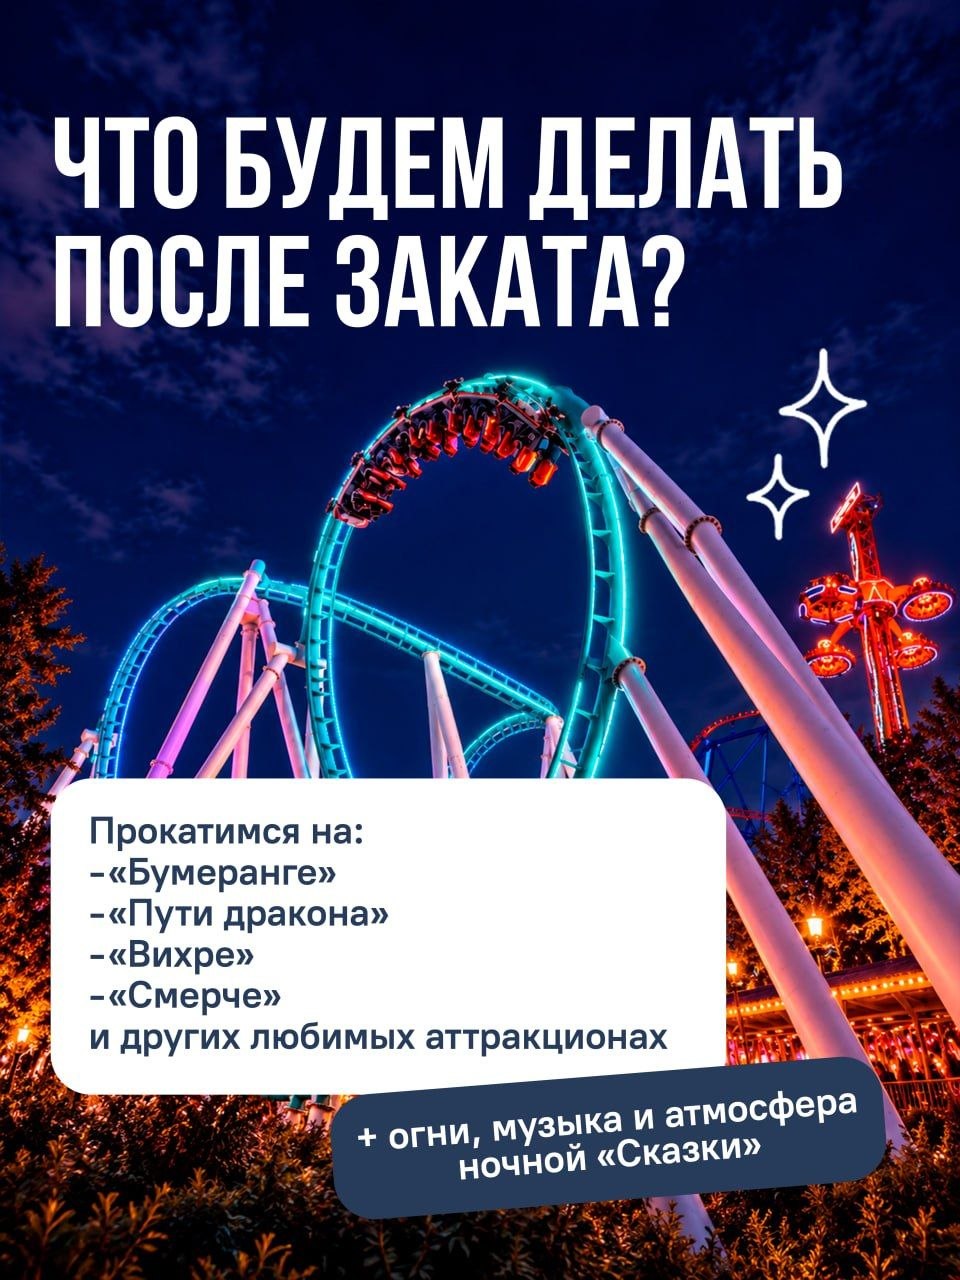 ЧТО БУДЕМ ДЕЛАТЬ
ПОСЛЕ ЗАКАТА?
Прокатимся на:
-«Бумеранге»
-«Пути дракона»
-«Вихре»
-«Смерче»
и других любимых аттракционах
+ огни, музыка и атмосфера
ночной «Сказки»